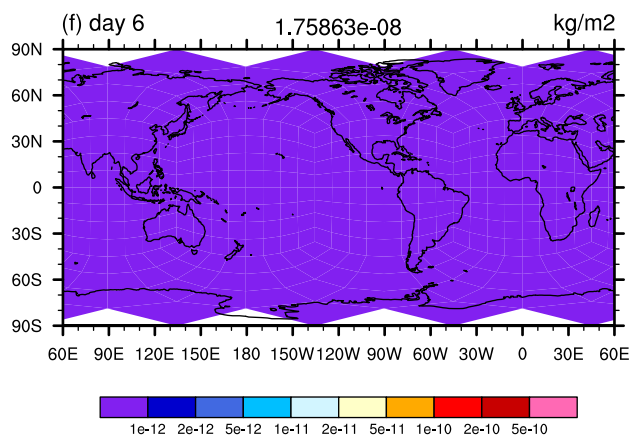 (f) day 6 1.75863e-08 kg/m2
90N
60N
30N
0
30S
60S
90S
60E 90E 120E 150E 180 150W 120W 90W 60W 30W 0 30E 60E
1e-12 2e-12 5e-12 1e-11 2e-11 5e-11 1e-10 2e-10 5e-10